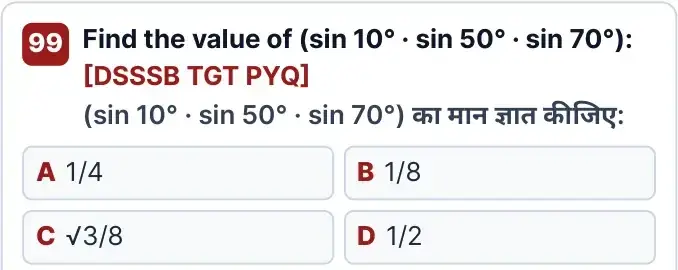 99 Find the value of (sin 10° · sin 50° · sin 70°):
[DSSSB TGT PYQ]
(sin 10° · sin 50° · sin 70°) का मान ज्ञात कीजिए:
A 1/4
B 1/8
C √3/8
D 1/2